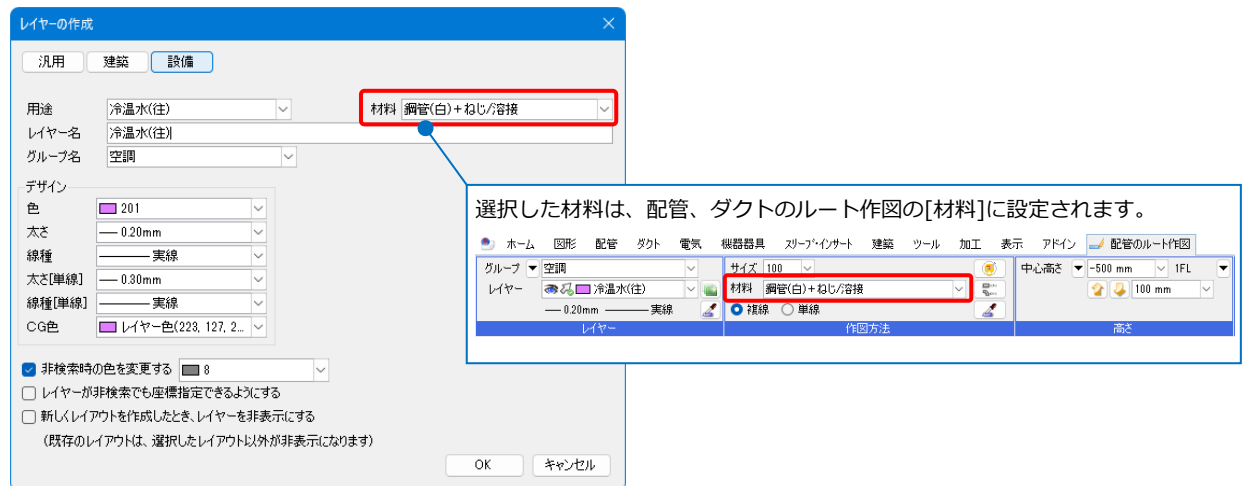 レイヤーの作成
汎用 建築 設備
用途 冷温水(往) 材料 鋼管(白)+ねじ/溶接
レイヤー名 冷温水(往)
グループ名 空調
デザイン
色 201
太さ 0.20mm
線種 実線
太さ[単線] 0.30mm
線種[単線] 実線
CG色 レイヤー色(223, 127, 2...
非検索時の色を変更する 8
レイヤーが非検索でも座標指定できるようにする
新しくレイアウトを作成したとき、レイヤーを非表示にする
(既存のレイアウトは、選択したレイアウト以外が非表示になります)
OK キャンセル
選択した材料は、配管、ダクトのルート作図の[材料]に設定されます。
ホーム 図形 配管 ダクト 電気 機器器具 スリーブ・インサート 建築 ツール 加工 表示 アドイン 配管のルート作図
グループ 空調 サイズ 100 中心高さ -500 mm 1FL
レイヤー 冷温水(往) 材料 鋼管(白)+ねじ/溶接 100 mm
0.20mm 実線 複線 単線
レイヤー 作図方法 高さ